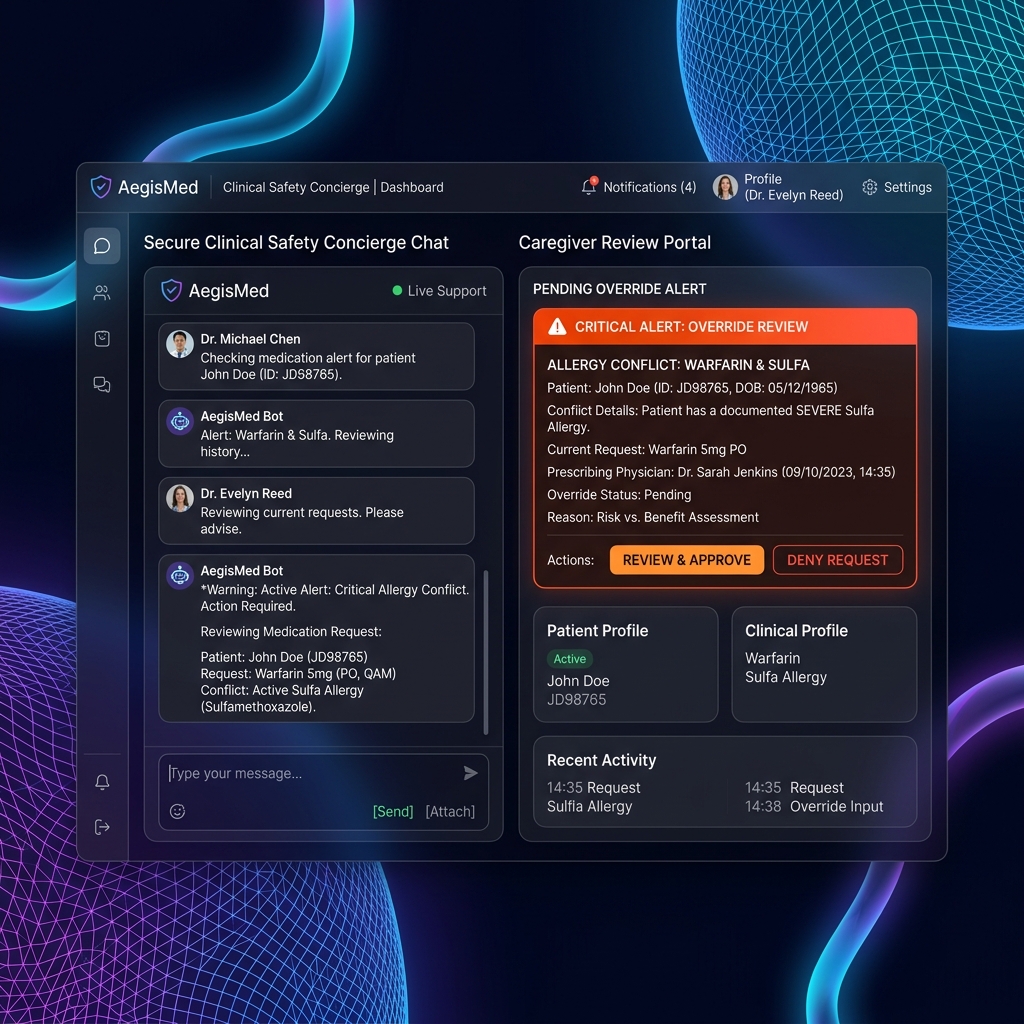 AegisMed
Clinical Safety Concierge | Dashboard
Notifications (4)
Profile
(Dr. Evelyn Reed)
Settings
Secure Clinical Safety Concierge Chat
AegisMed
Live Support
Dr. Michael Chen
Checking medication alert for patient
John Doe (ID: JD98765).
AegisMed Bot
Alert: Warfarin & Sulfa. Reviewing
history...
Dr. Evelyn Reed
Reviewing current requests. Please
advise.
AegisMed Bot
*Warning: Active Alert: Critical Allergy Conflict.
Action Required.
Reviewing Medication Request:
Patient: John Doe (JD98765)
Request: Warfarin 5mg (PO, QAM)
Conflict: Active Sulfa Allergy
(Sulfamethoxazole).
Type your message...
[Send]
[Attach]
Caregiver Review Portal
PENDING OVERRIDE ALERT
CRITICAL ALERT: OVERRIDE REVIEW
ALLERGY CONFLICT: WARFARIN & SULFA
Patient: John Doe (ID: JD98765, DOB: 05/12/1965)
Conflict Details: Patient has a documented SEVERE Sulfa
Allergy.
Current Request: Warfarin 5mg PO
Prescribing Physician: Dr. Sarah Jenkins (09/10/2023, 14:35)
Override Status: Pending
Reason: Risk vs. Benefit Assessment
Actions:
REVIEW & APPROVE
DENY REQUEST
Patient Profile
Active
John Doe
JD98765
Clinical Profile
Warfarin
Sulfa Allergy
Recent Activity
14:35 Request
Sulfia Allergy
14:35 Request
14:38 Override Input